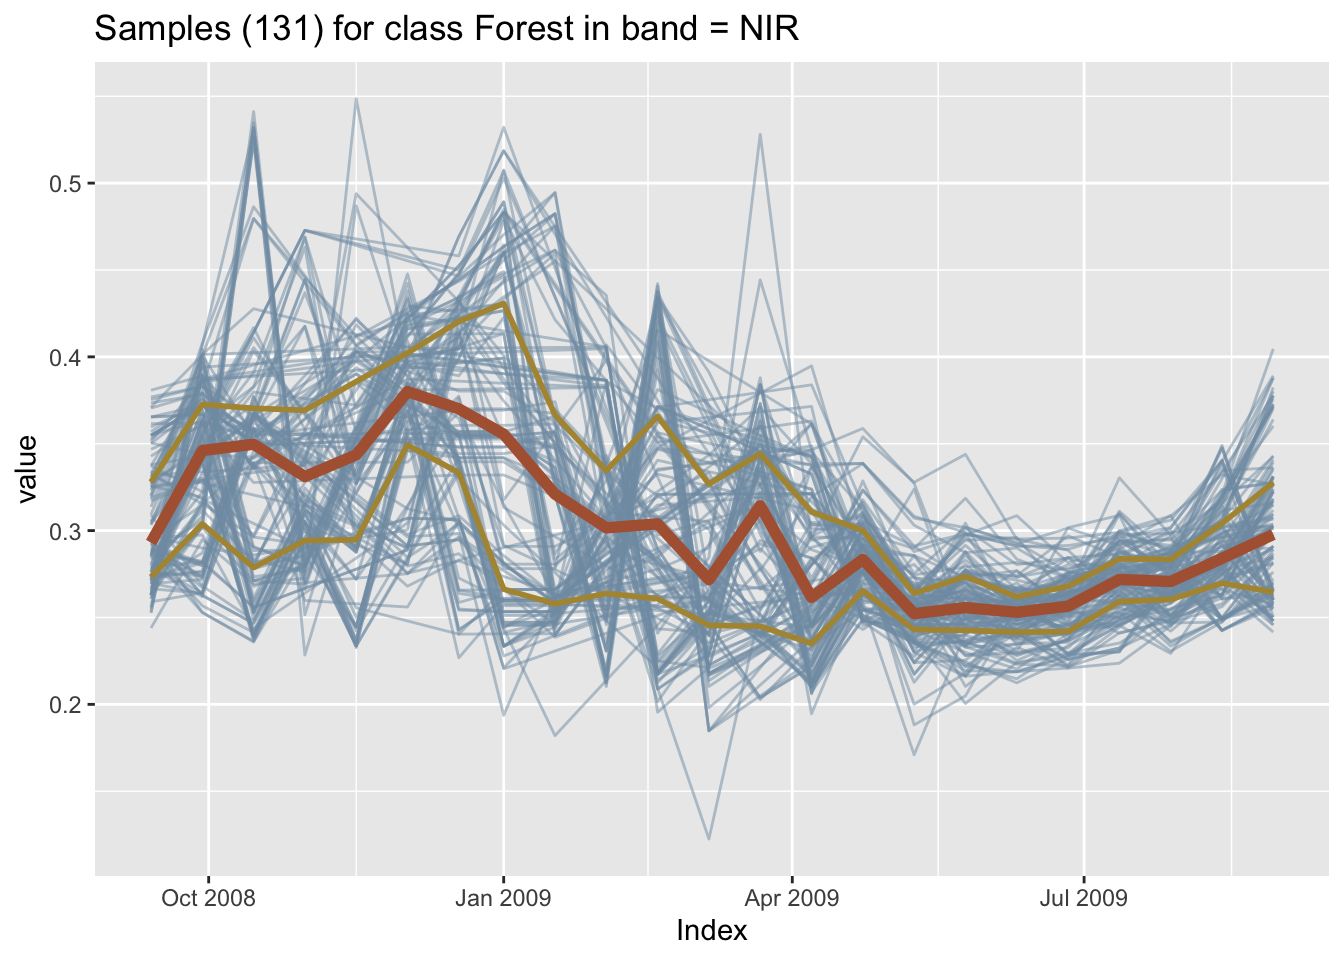 Samples (131) for class Forest in band = NIR
value
0.5
0.4
0.3
0.2
Oct 2008
Jan 2009
Apr 2009
Jul 2009
Index